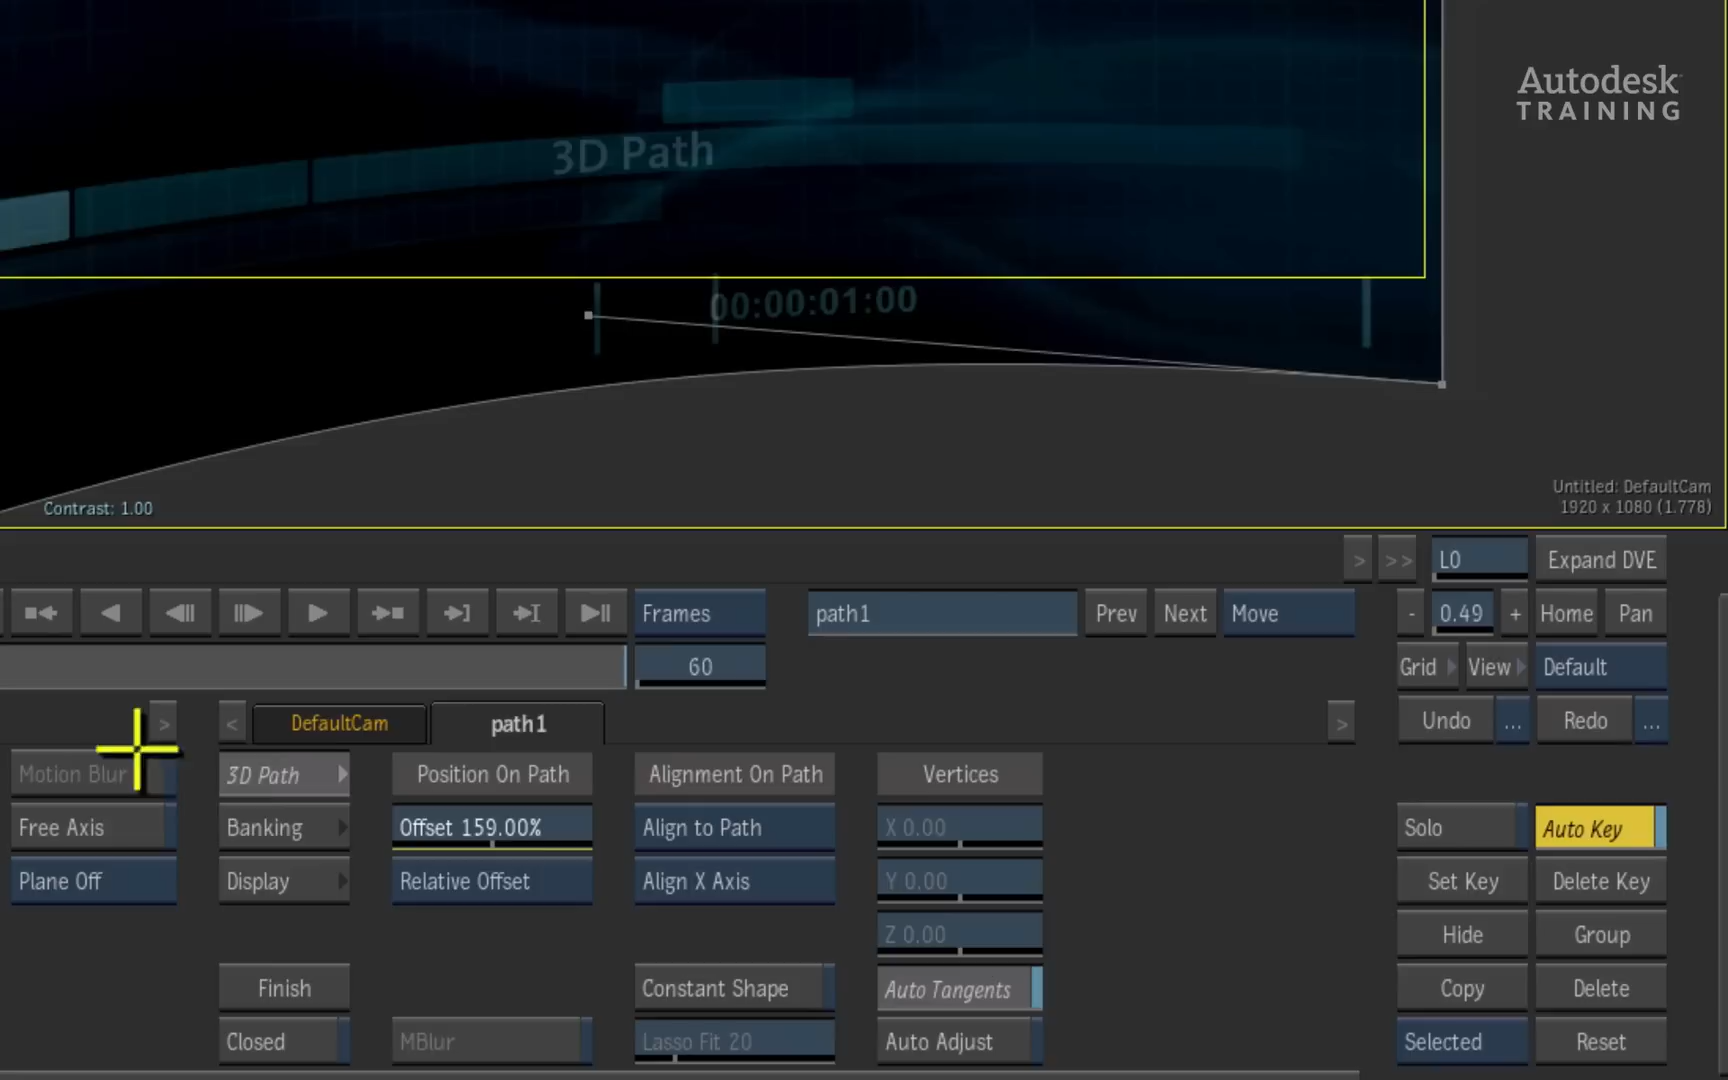 Autodesk
TRAINING
3D Path
00:00:01:00
Contrast: 1.00
Untitled: DefaultCam
1920 x 1080 (1.778)
> >> L0 Expand DVE
Frames path1 Prev Next Move - 0.49 + Home Pan
60 Grid View Default
> < DefaultCam path1 > Undo ... Redo ...
Motion Blur 3D Path Position On Path Alignment On Path Vertices
Free Axis Banking Offset 159.00% Align to Path X 0.00 Solo Auto Key
Plane Off Display Relative Offset Align X Axis Y 0.00 Set Key Delete Key
Z 0.00 Hide Group
Finish Constant Shape Auto Tangents Copy Delete
Closed MBlur Lasso Fit 20 Auto Adjust Selected Reset